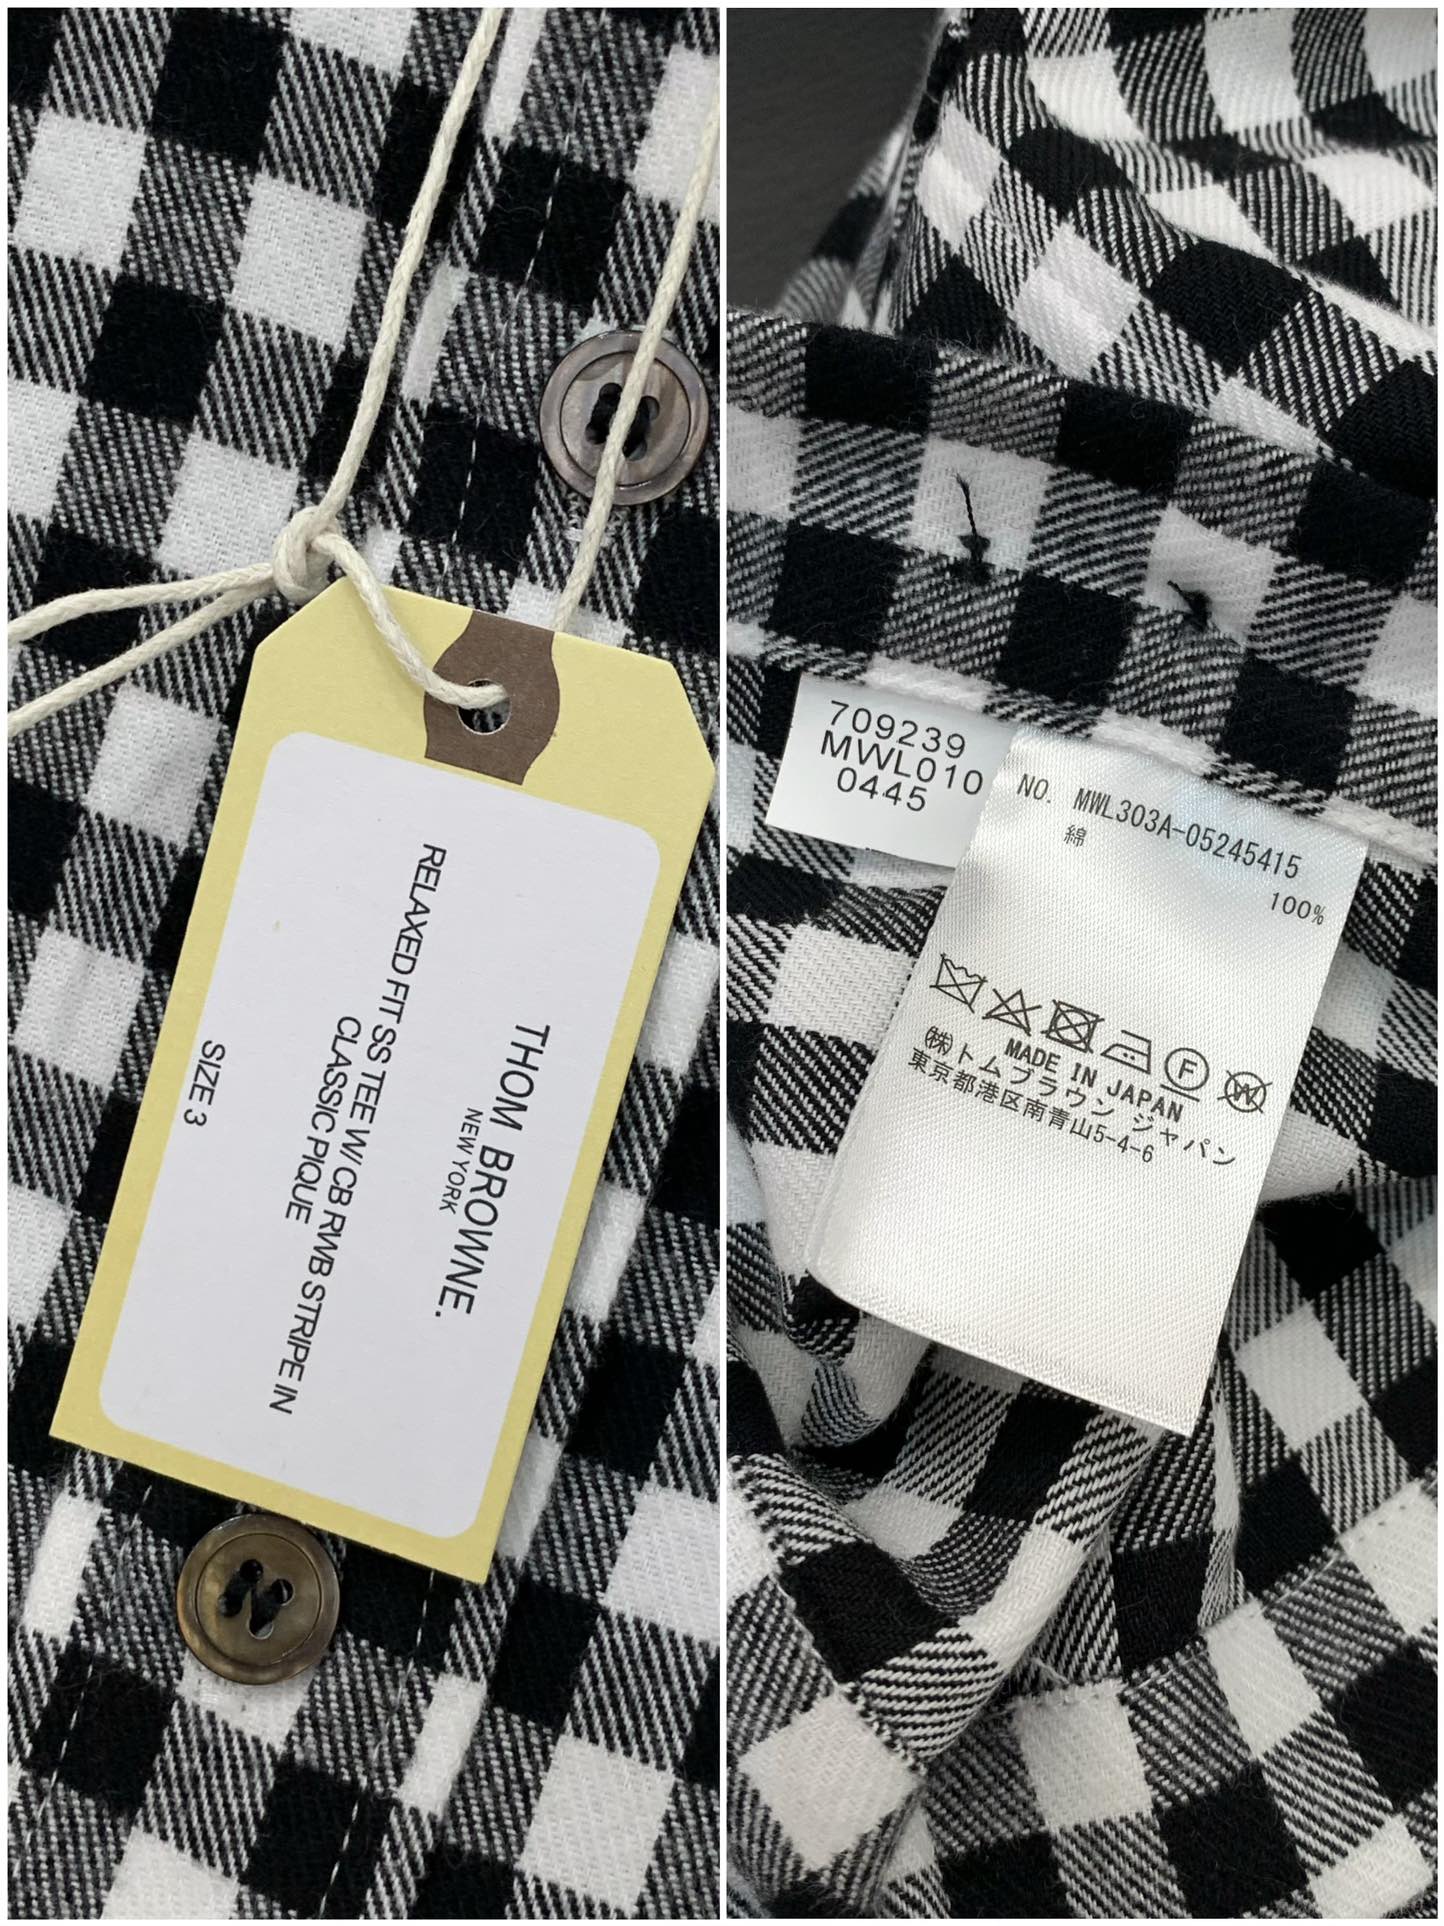 THOM BROWNE.
NEW YORK
RELAXED FIT SS TEE W/ CB RWB STRIPE IN
CLASSIC PIQUE
SIZE 3
709239
MWL010
0445
NO. MWL303A-05245415
綿
100%
F
W
MADE IN JAPAN
㈱トムブラウン ジャパン
東京都港区南青山5-4-6